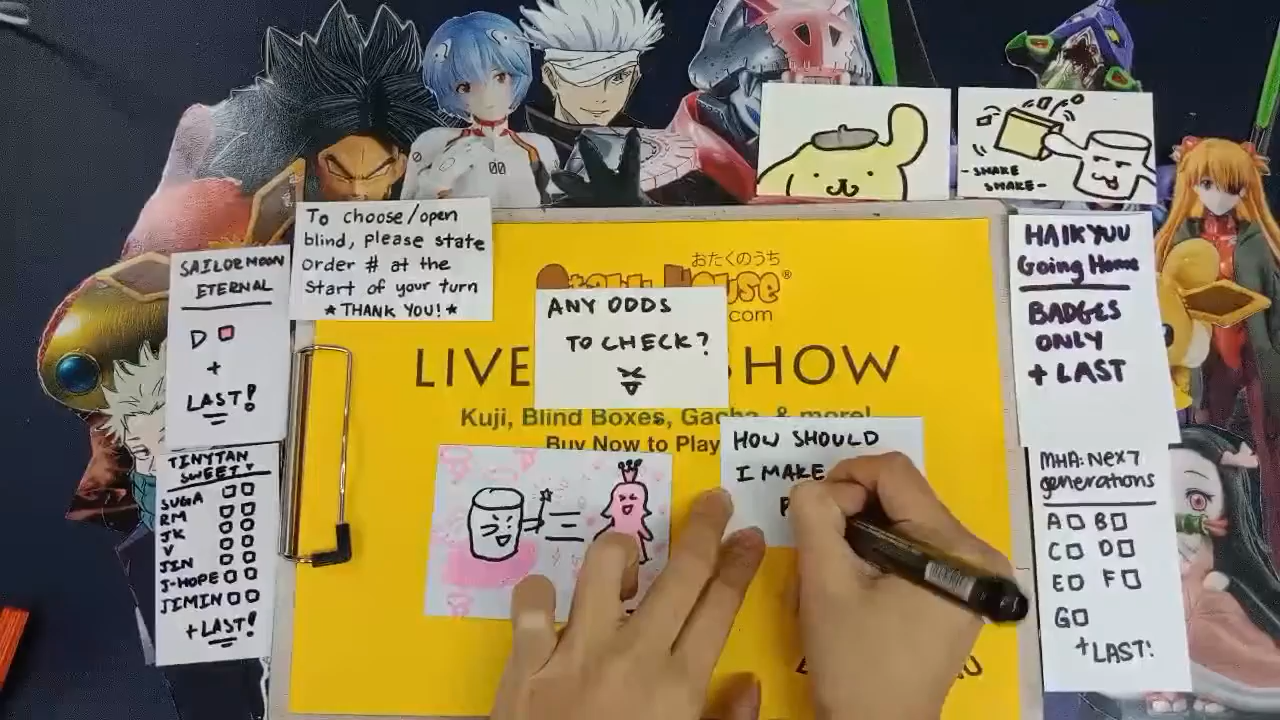 To choose/open
blind, please state
Order # at the
Start of your turn
★THANK YOU!★
SAILORMOON
ETERNAL
D
+
LAST!
TINYTAN
SWEET
SUGA
RM
JK
V
JIN
J-HOPE
JIMIN
+LAST!
00
-SHAKE
SHAKE-
おたくのうち
House®
com
ANY ODDS
TO CHECK?
LIVE SHOW
Kuji, Blind Boxes, Gacha, & more!
Buy Now to Play
HOW SHOULD
I MAKE
HAIKYUU
Going Home
BADGES
ONLY
+ LAST
MHA: Next
generations
A B
C D
E F
G
+LAST!